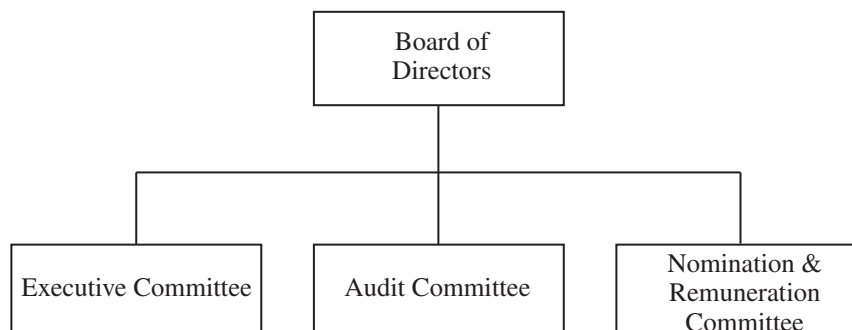 Board of
Directors
Executive Committee
Audit Committee
Nomination &
Remuneration
Committee